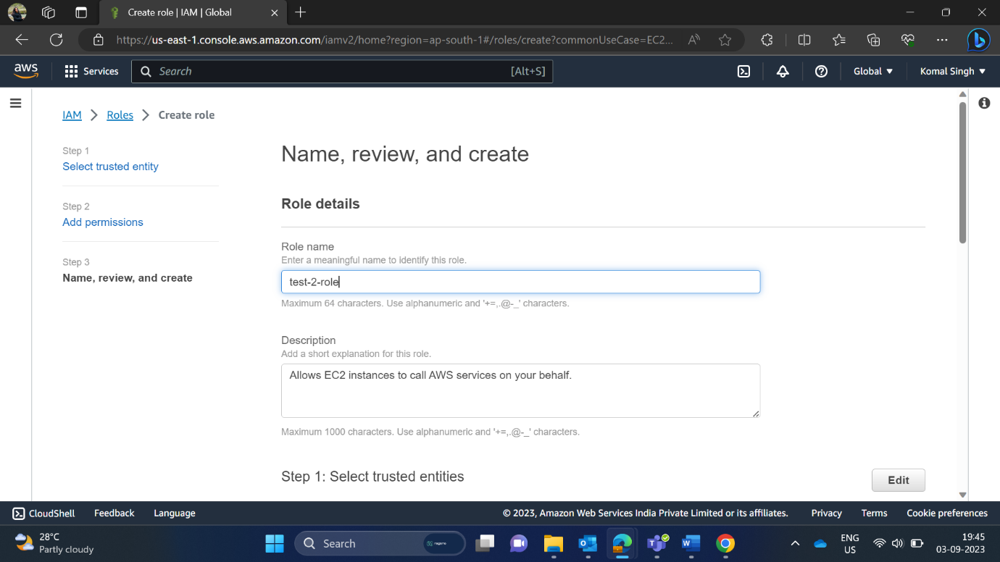 Create role | IAM | Global
https://us-east-1.console.aws.amazon.com/iamv2/home?region=ap-south-1#/roles/create?commonUseCase=EC2...
aws
Services
Search
[Alt+S]
Global
Komal Singh
IAM > Roles > Create role
Step 1
Select trusted entity
Step 2
Add permissions
Step 3
Name, review, and create
Name, review, and create
Role details
Role name
Enter a meaningful name to identify this role.
test-2-role
Maximum 64 characters. Use alphanumeric and '+=,.@-_' characters.
Description
Add a short explanation for this role.
Allows EC2 instances to call AWS services on your behalf.
Maximum 1000 characters. Use alphanumeric and '+=,.@-_' characters.
Step 1: Select trusted entities
Edit
CloudShell
Feedback
Language
© 2023, Amazon Web Services India Private Limited or its affiliates.
Privacy
Terms
Cookie preferences
28°C
Partly cloudy
Search
ENG
US
19:45
03-09-2023